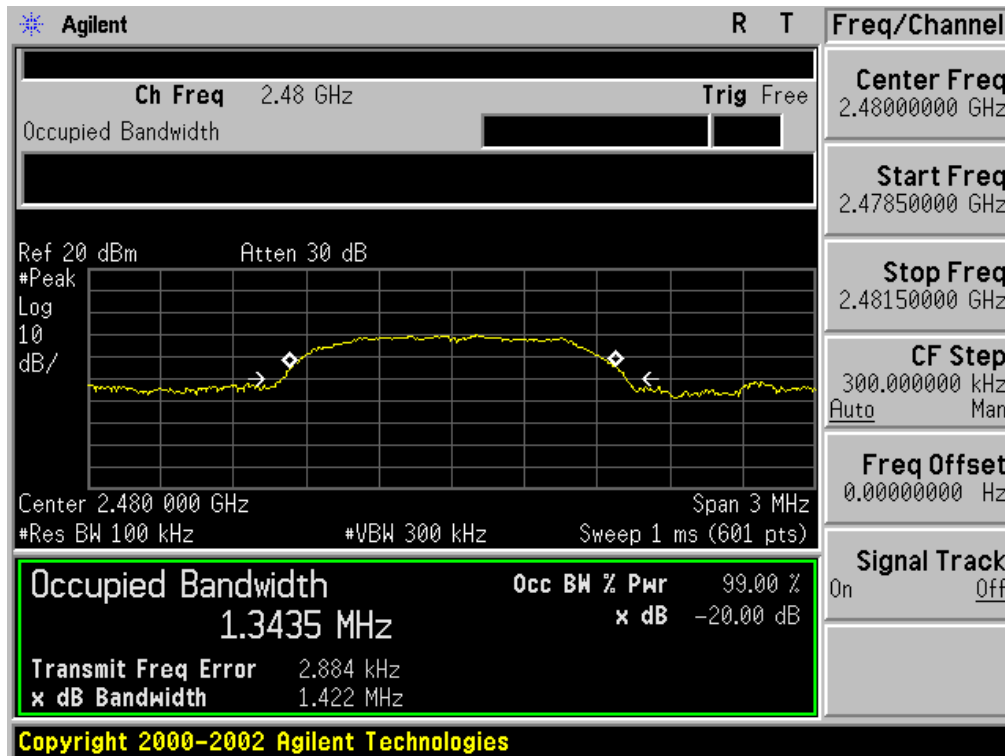 Agilent R T
Ch Freq 2.48 GHz Trig Free
Occupied Bandwidth
Ref 20 dBm Atten 30 dB
#Peak
Log
10
dB/
Center 2.480 000 GHz Span 3 MHz
#Res BW 100 kHz #VBW 300 kHz Sweep 1 ms (601 pts)
Occupied Bandwidth
1.3435 MHz
Occ BW % Pwr 99.00 %
x dB -20.00 dB
Transmit Freq Error 2.884 kHz
x dB Bandwidth 1.422 MHz
Copyright 2000-2002 Agilent Technologies
Freq/Channel
Center Freq
2.48000000 GHz
Start Freq
2.47850000 GHz
Stop Freq
2.48150000 GHz
CF Step
300.000000 kHz
Auto Man
Freq Offset
0.00000000 Hz
Signal Track
On Off